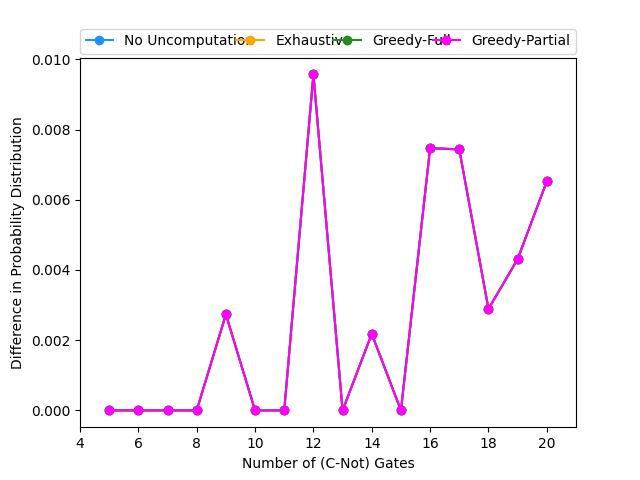 No Uncomputation Exhaustive Greedy-Full Greedy-Partial
0.010
0.008
0.006
0.004
0.002
0.000
Difference in Probability Distribution
4 6 8 10 12 14 16 18 20
Number of (C-Not) Gates